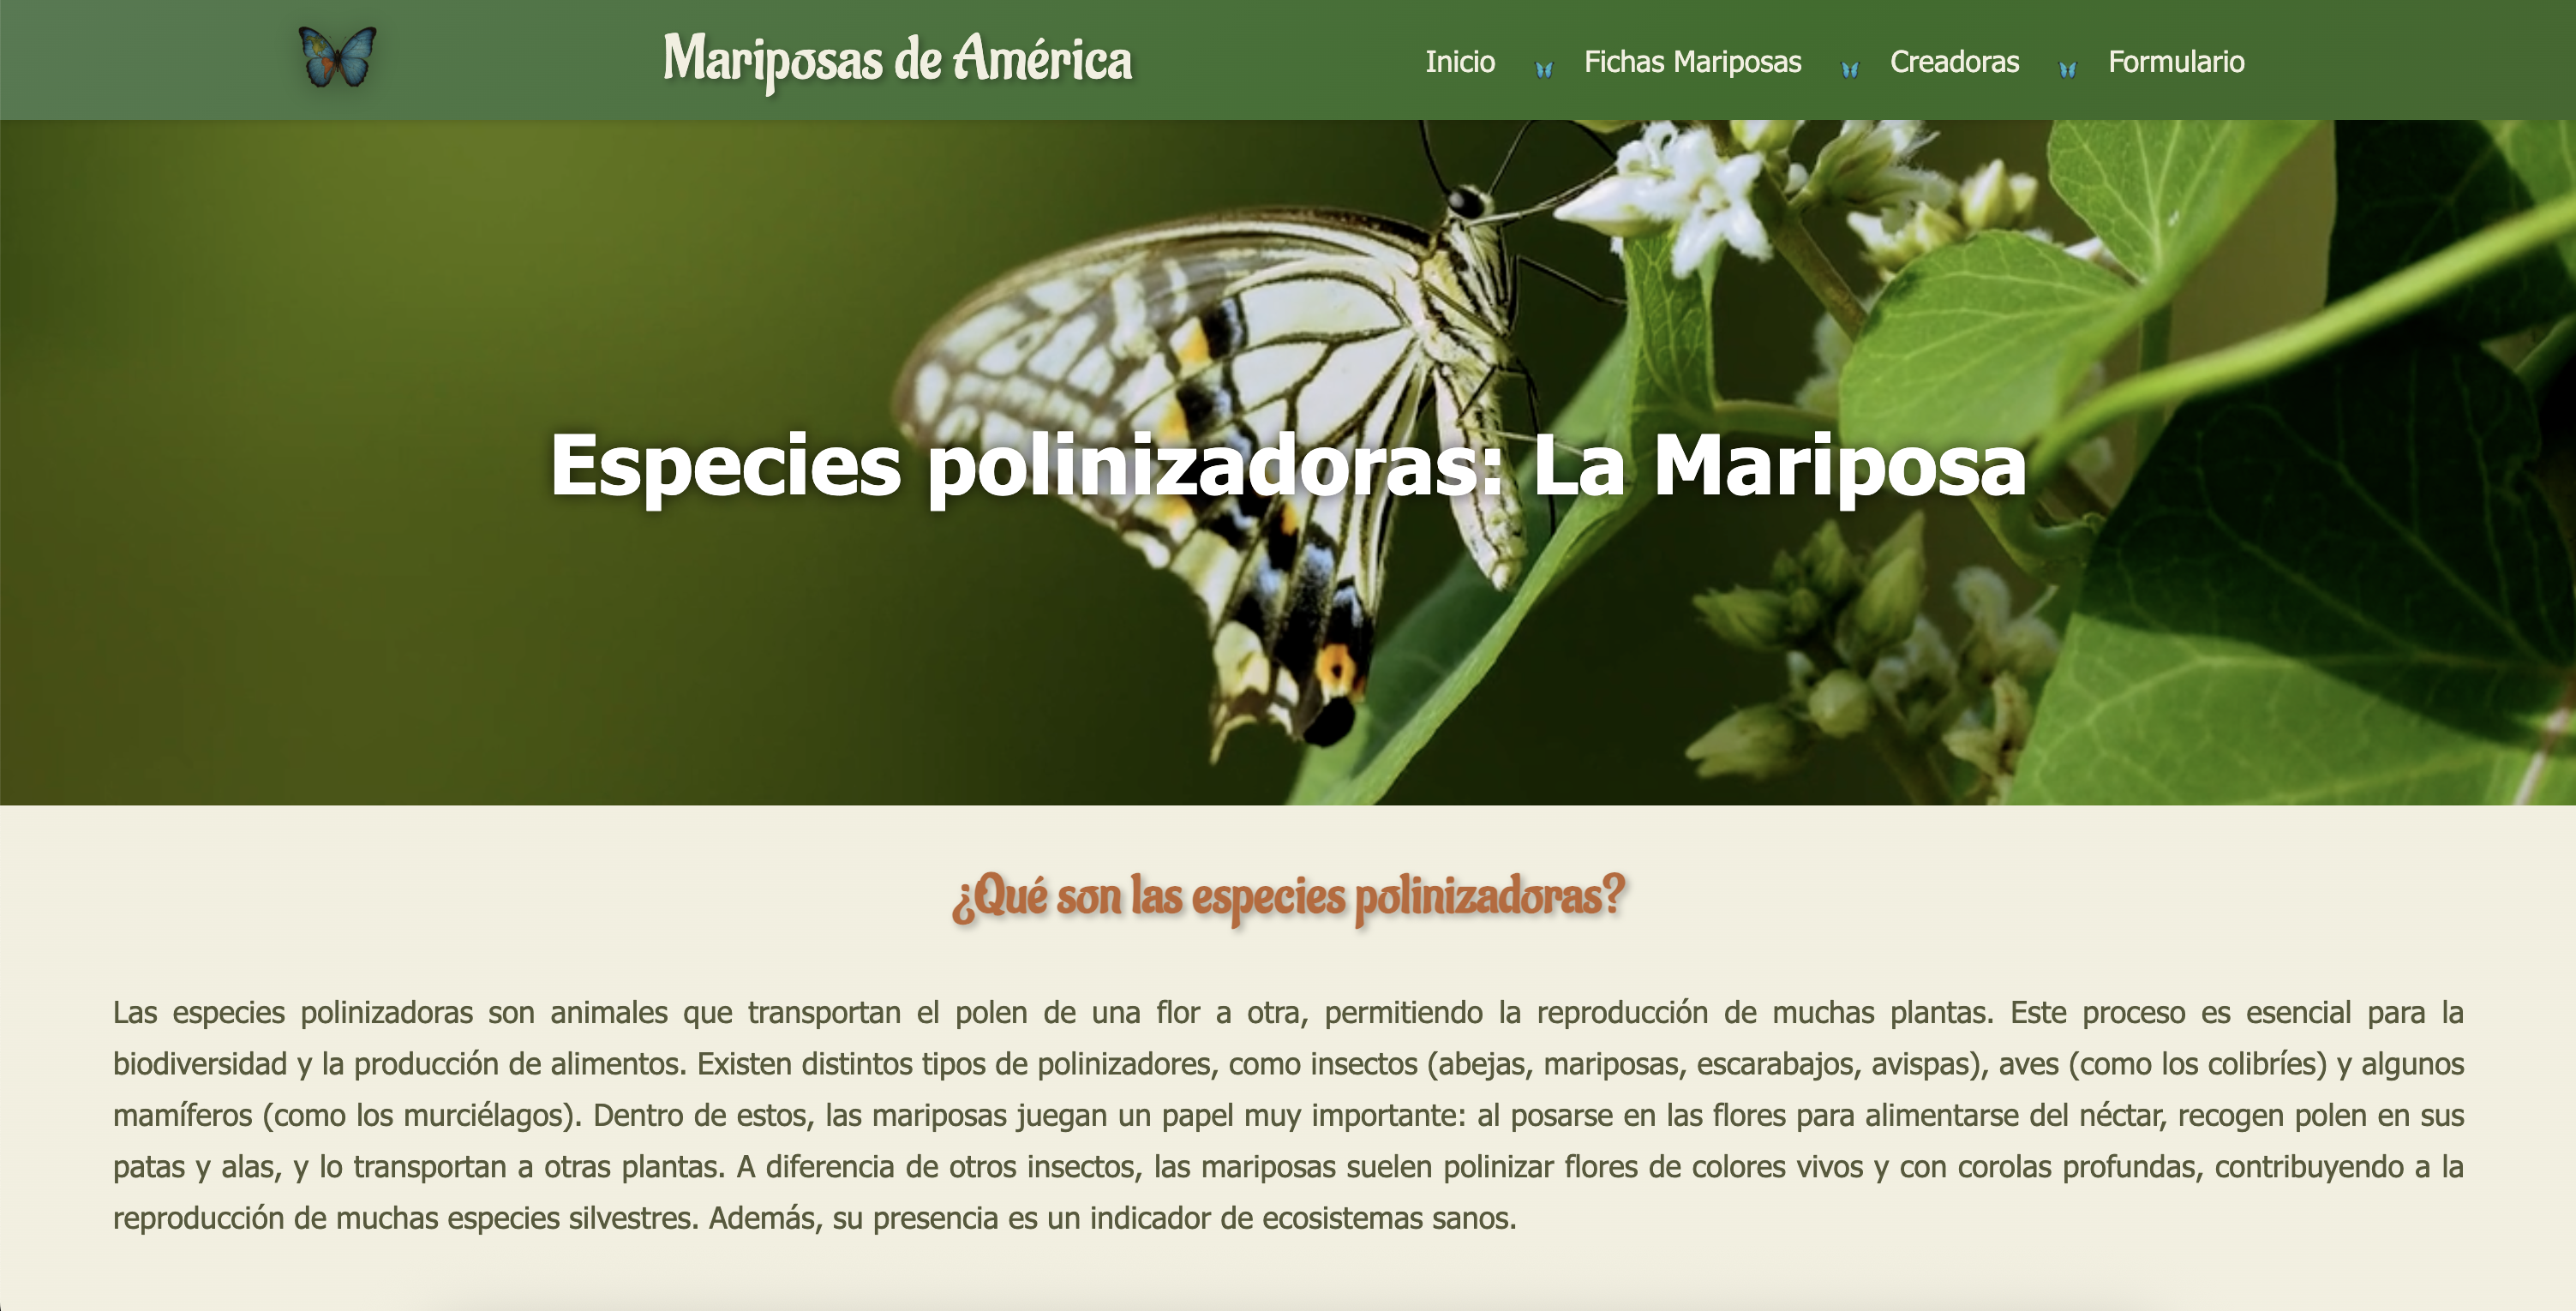 Mariposas de América
Inicio Fichas Mariposas Creadoras Formulario
Especies polinizadoras: La Mariposa
¿Qué son las especies polinizadoras?
Las especies polinizadoras son animales que transportan el polen de una flor a otra, permitiendo la reproducción de muchas plantas. Este proceso es esencial para la
biodiversidad y la producción de alimentos. Existen distintos tipos de polinizadores, como insectos (abejas, mariposas, escarabajos, avispas), aves (como los colibríes) y algunos
mamíferos (como los murciélagos). Dentro de estos, las mariposas juegan un papel muy importante: al posarse en las flores para alimentarse del néctar, recogen polen en sus
patas y alas, y lo transportan a otras plantas. A diferencia de otros insectos, las mariposas suelen polinizar flores de colores vivos y con corolas profundas, contribuyendo a la
reproducción de muchas especies silvestres. Además, su presencia es un indicador de ecosistemas sanos.